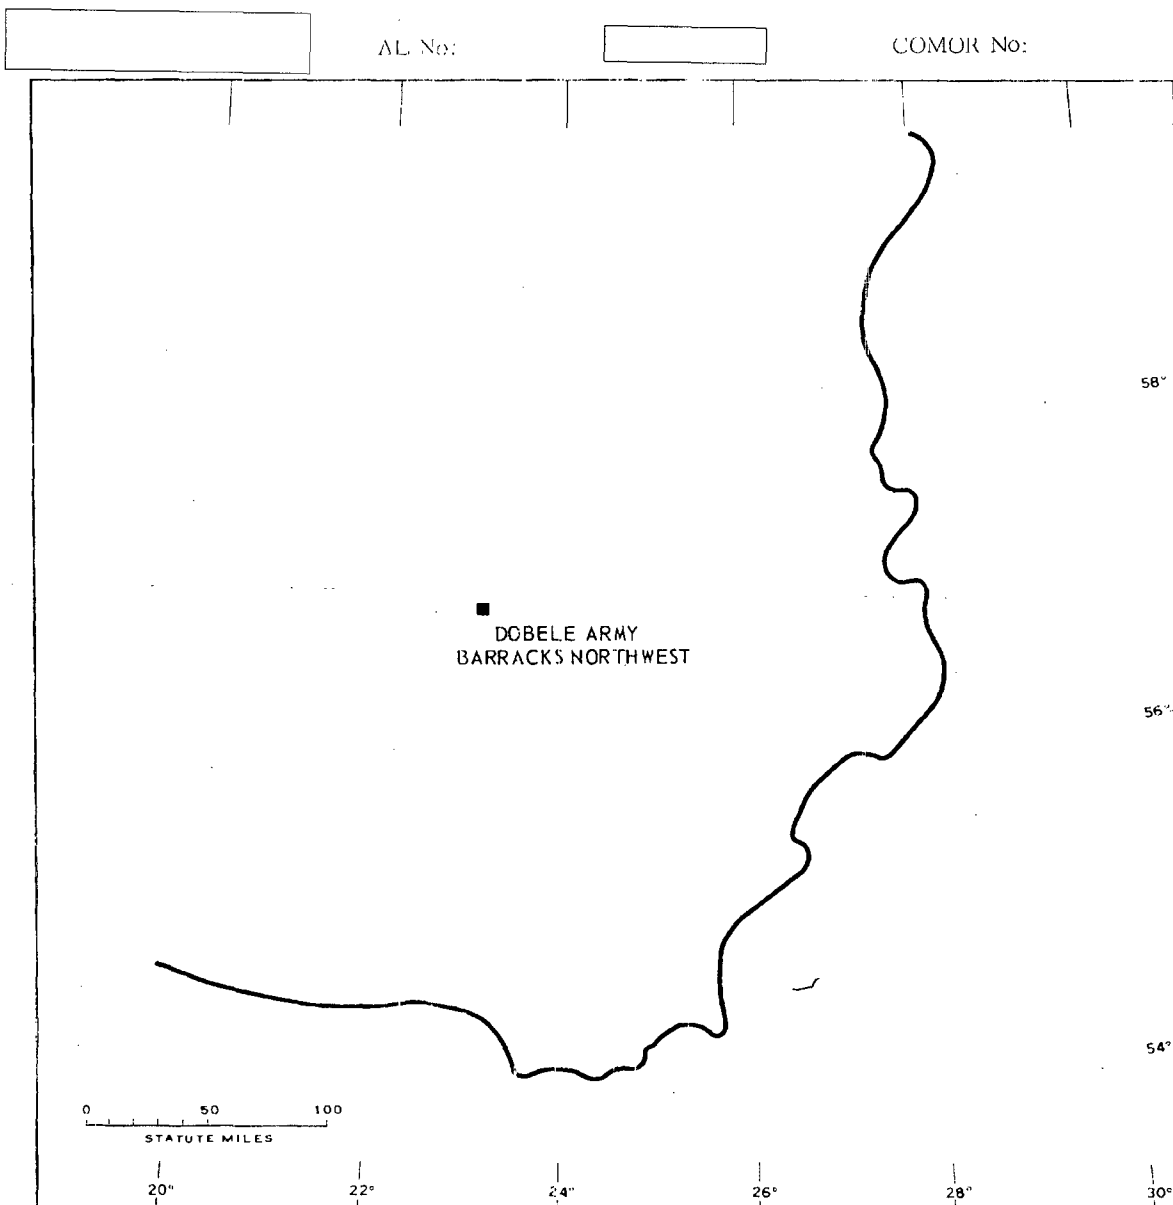 AL No:
COMOR No:
58°
DOBELE ARMY
BARRACKS NORTHWEST
56°
54°
0 50 100
STATUTE MILES
20° 22° 24° 26° 28° 30°